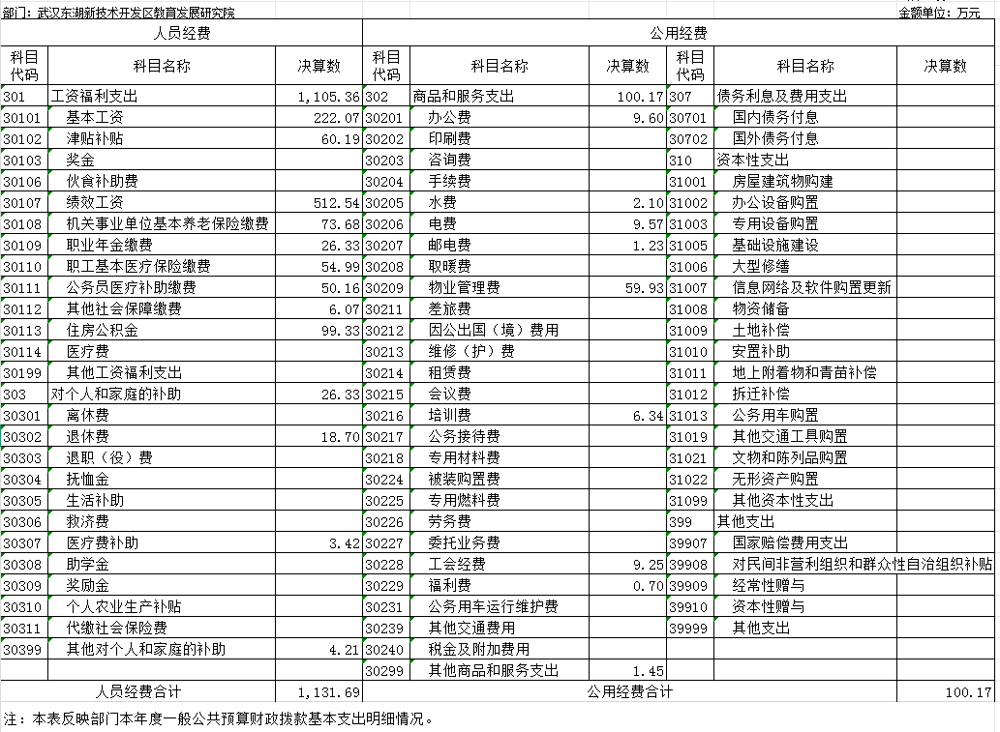 部门：武汉东湖新技术开发区教育发展研究院 金额单位：万元
人员经费 公用经费
科目代码 科目名称 决算数 科目代码 科目名称 决算数 科目代码 科目名称 决算数
301 工资福利支出 1,105.36 302 商品和服务支出 100.17 307 债务利息及费用支出
30101 基本工资 222.07 30201 办公费 9.60 30701 国内债务付息
30102 津贴补贴 60.19 30202 印刷费 30702 国外债务付息
30103 奖金 30203 咨询费 310 资本性支出
30106 伙食补助费 30204 手续费 31001 房屋建筑物购建
30107 绩效工资 512.54 30205 水费 2.10 31002 办公设备购置
30108 机关事业单位基本养老保险缴费 73.68 30206 电费 9.57 31003 专用设备购置
30109 职业年金缴费 26.33 30207 邮电费 1.23 31005 基础设施建设
30110 职工基本医疗保险缴费 54.99 30208 取暖费 31006 大型修缮
30111 公务员医疗补助缴费 50.16 30209 物业管理费 59.93 31007 信息网络及软件购置更新
30112 其他社会保障缴费 6.07 30211 差旅费 31008 物资储备
30113 住房公积金 99.33 30212 因公出国（境）费用 31009 土地补偿
30114 医疗费 30213 维修（护）费 31010 安置补助
30199 其他工资福利支出 30214 租赁费 31011 地上附着物和青苗补偿
303 对个人和家庭的补助 26.33 30215 会议费 31012 拆迁补偿
30301 离休费 30216 培训费 6.34 31013 公务用车购置
30302 退休费 18.70 30217 公务接待费 31019 其他交通工具购置
30303 退职（役）费 30218 专用材料费 31021 文物和陈列品购置
30304 抚恤金 30224 被装购置费 31022 无形资产购置
30305 生活补助 30225 专用燃料费 31099 其他资本性支出
30306 救济费 30226 劳务费 399 其他支出
30307 医疗费补助 3.42 30227 委托业务费 39907 国家赔偿费用支出
30308 助学金 30228 工会经费 9.25 39908 对民间非营利组织和群众性自治组织补贴
30309 奖励金 30229 福利费 0.70 39909 经常性赠与
30310 个人农业生产补贴 30231 公务用车运行维护费 39910 资本性赠与
30311 代缴社会保险费 30239 其他交通费用 39999 其他支出
30399 其他对个人和家庭的补助 4.21 30240 税金及附加费用
30299 其他商品和服务支出 1.45
人员经费合计 1,131.69 公用经费合计 100.17
注：本表反映部门本年度一般公共预算财政拨款基本支出明细情况。